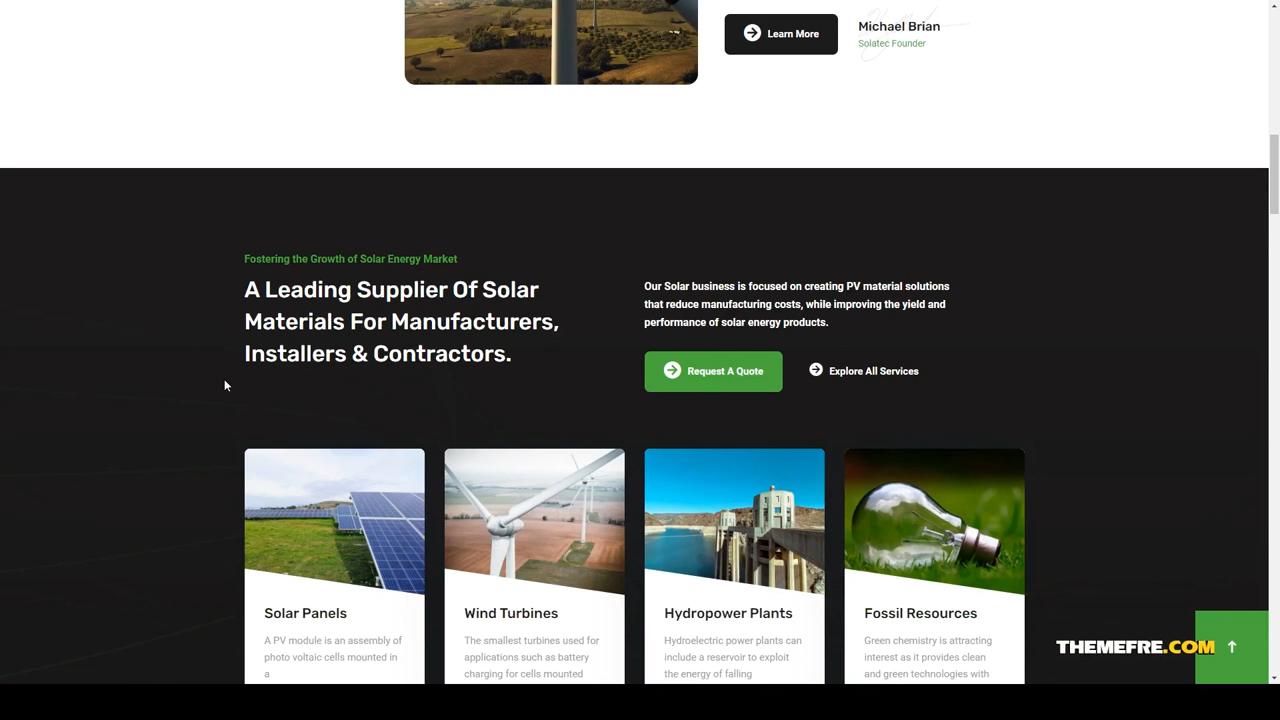 Learn More
Michael Brian
Solatec Founder
Fostering the Growth of Solar Energy Market
A Leading Supplier Of Solar
Materials For Manufacturers,
Installers & Contractors.
Our Solar business is focused on creating PV material solutions
that reduce manufacturing costs, while improving the yield and
performance of solar energy products.
Request A Quote
Explore All Services
Solar Panels
A PV module is an assembly of
photo voltaic cells mounted in
a
Wind Turbines
The smallest turbines used for
applications such as battery
charging for cells mounted
Hydropower Plants
Hydroelectric power plants can
include a reservoir to exploit
the energy of falling
Fossil Resources
Green chemistry is attracting
interest as it provides clean
and green technologies with
THEMEFRE.COM